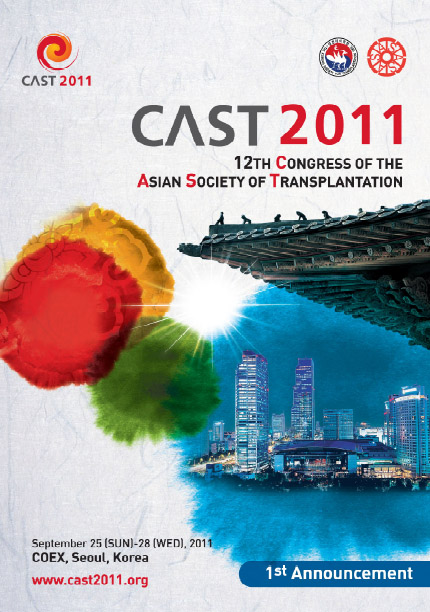 CAST 2011
CAST 2011
12TH CONGRESS OF THE
ASIAN SOCIETY OF TRANSPLANTATION
September 25 (SUN)-28 (WED), 2011
COEX, Seoul, Korea
www.cast2011.org
1st Announcement